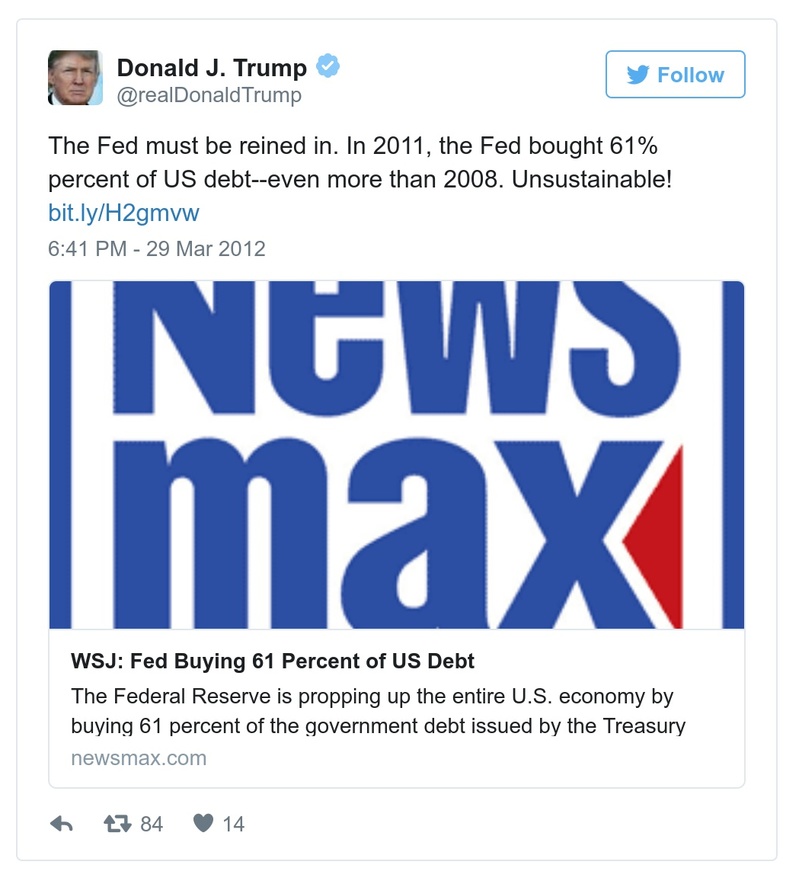 Donald J. Trump
@realDonaldTrump
Follow
The Fed must be reined in. In 2011, the Fed bought 61%
percent of US debt--even more than 2008. Unsustainable!
bit.ly/H2gmvw
6:41 PM - 29 Mar 2012
News
max
WSJ: Fed Buying 61 Percent of US Debt
The Federal Reserve is propping up the entire U.S. economy by
buying 61 percent of the government debt issued by the Treasury
newsmax.com
84
14